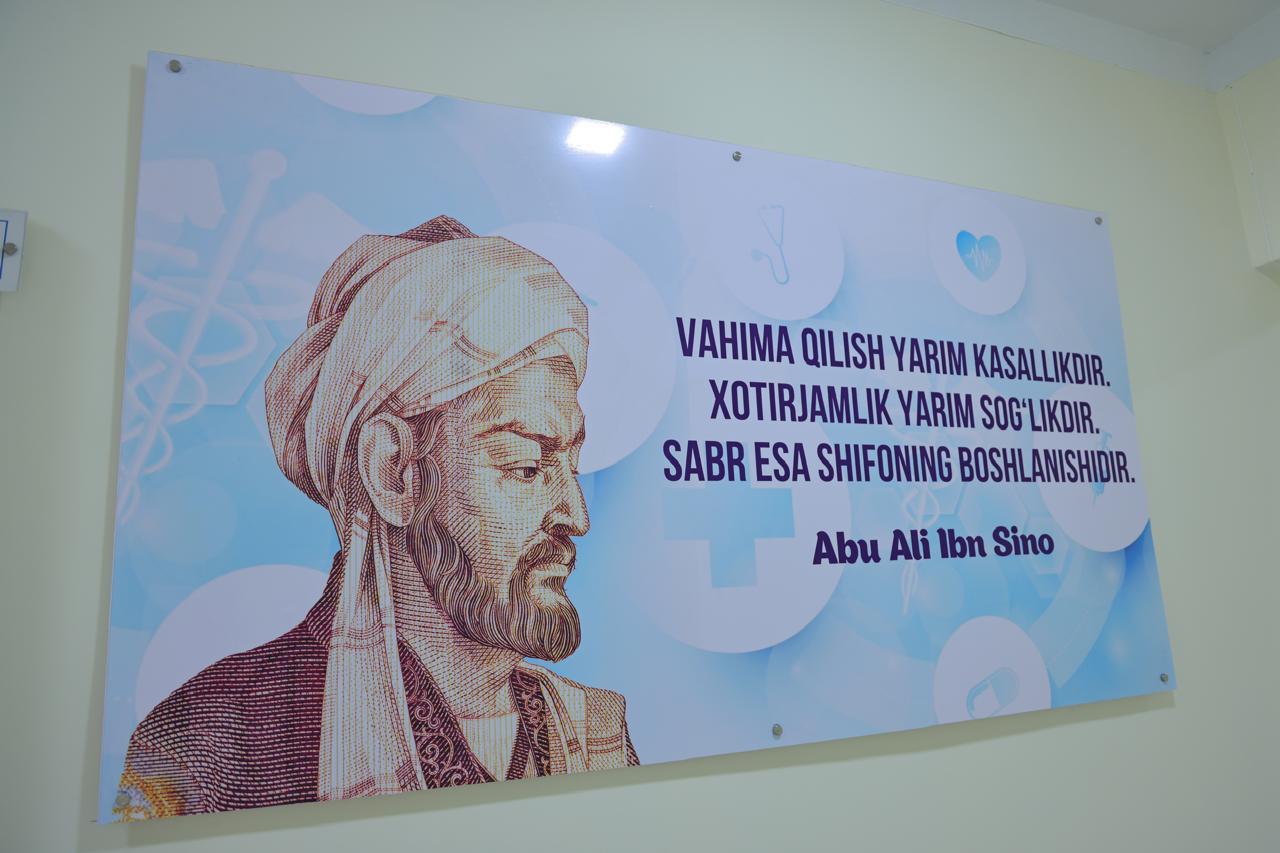 VAHIMA QILISH YARIM KASALLIKDIR.
XOTIRJAMLIK YARIM SOG‘LIKDIR.
SABR ESA SHIFONING BOSHLANISHIDIR.
Abu Ali Ibn Sino